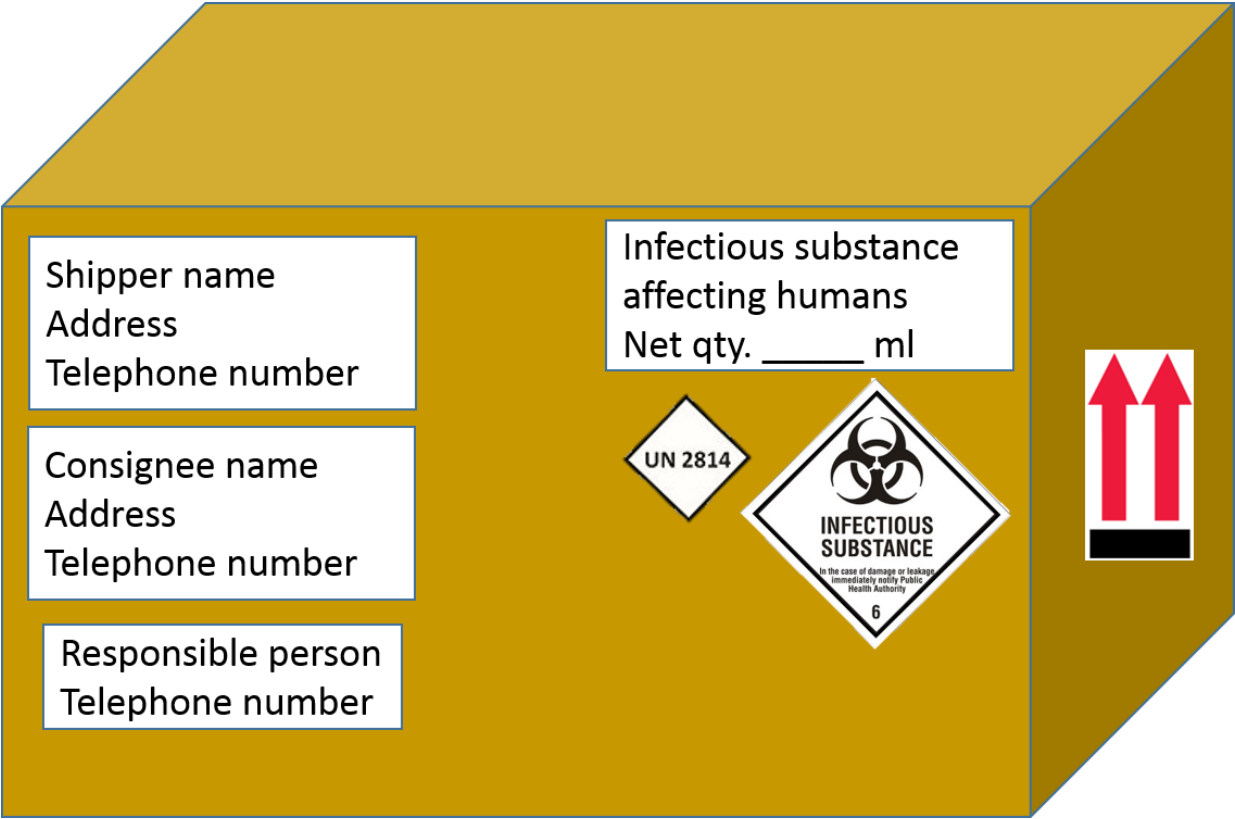 Shipper name
Address
Telephone number
Consignee name
Address
Telephone number
Responsible person
Telephone number
Infectious substance
affecting humans
Net qty. _____ ml
UN 2814
INFECTIOUS
SUBSTANCE
In the case of damage or leakage
immediately notify Public
Health Authority
6